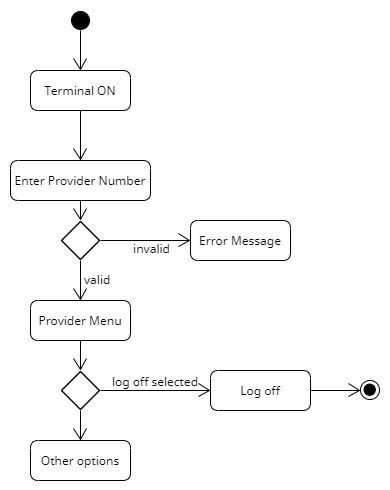 Terminal ON
Enter Provider Number
Error Message
invalid
valid
Provider Menu
log off selected
Log off
Other options